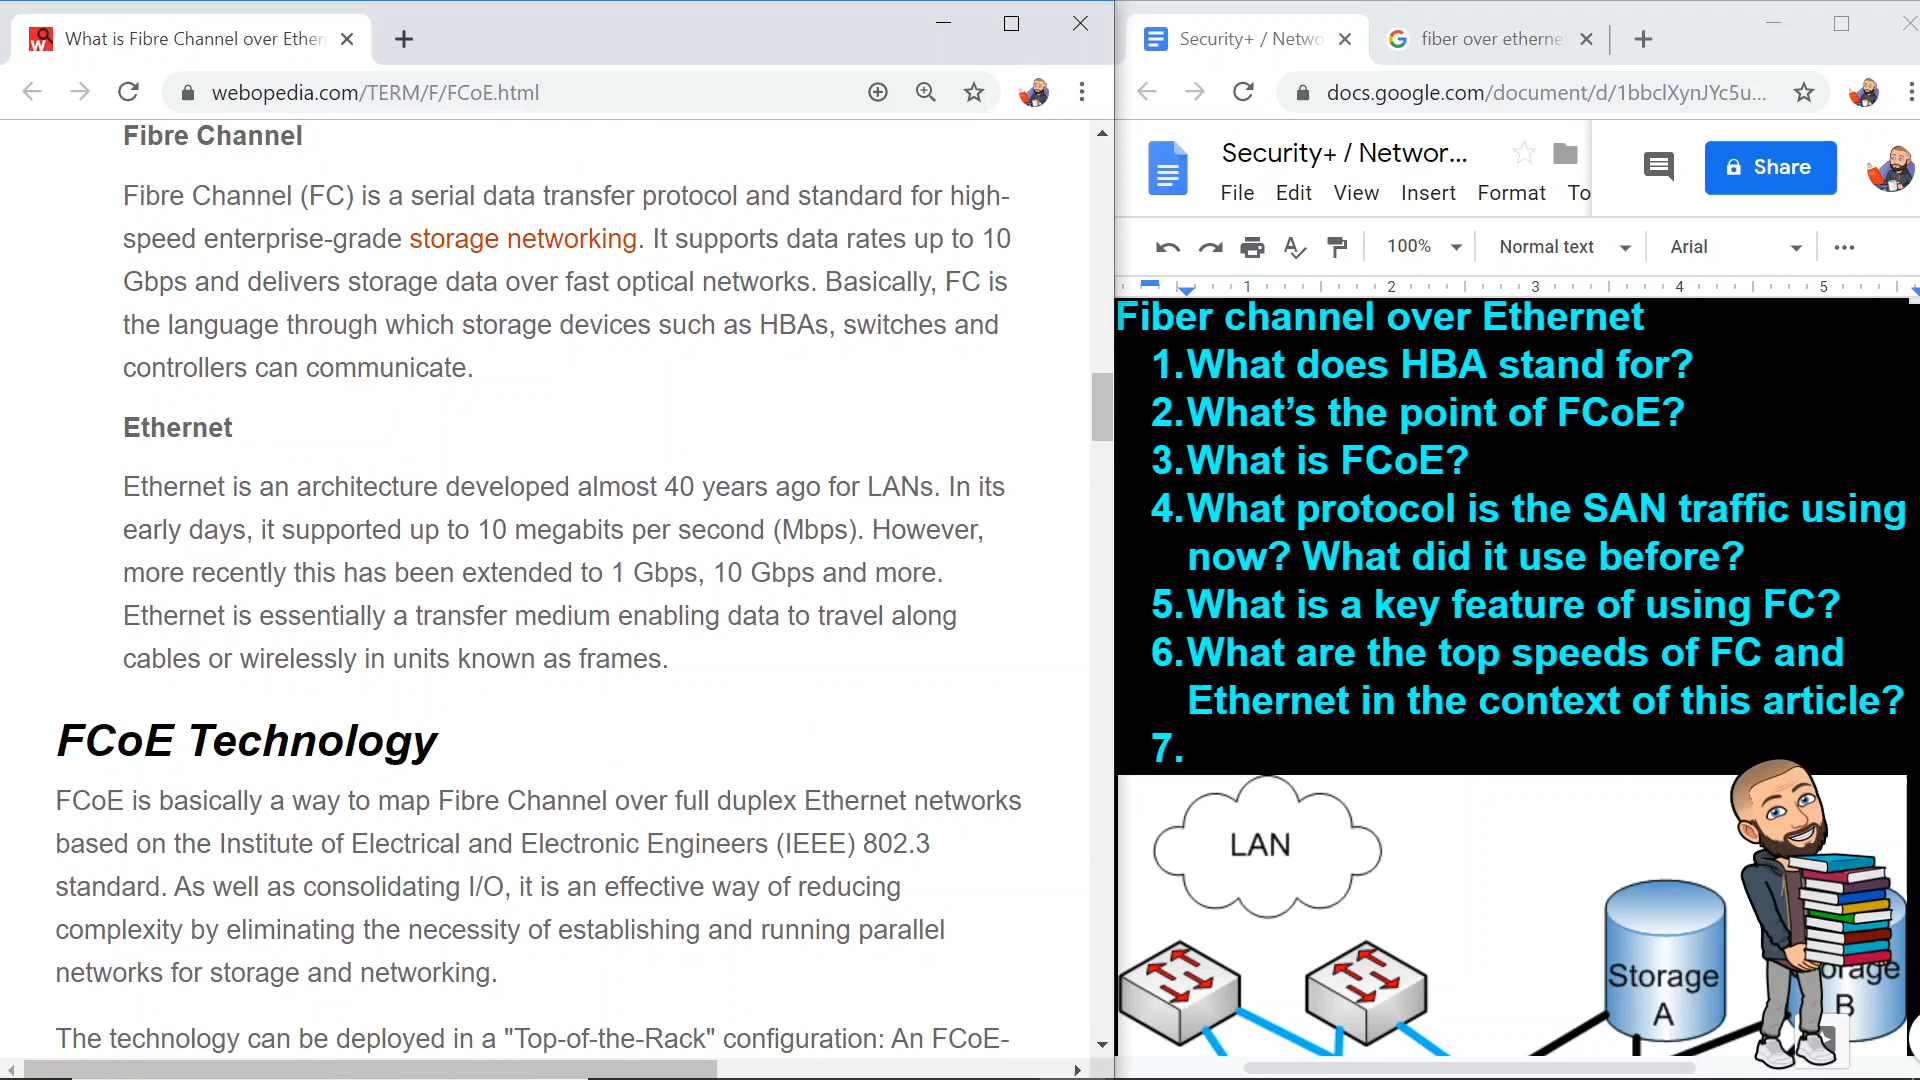 What is Fibre Channel over Ether
webopedia.com/TERM/F/FCoE.html
Fibre Channel
Fibre Channel (FC) is a serial data transfer protocol and standard for high-
speed enterprise-grade storage networking. It supports data rates up to 10
Gbps and delivers storage data over fast optical networks. Basically, FC is
the language through which storage devices such as HBAs, switches and
controllers can communicate.
Ethernet
Ethernet is an architecture developed almost 40 years ago for LANs. In its
early days, it supported up to 10 megabits per second (Mbps). However,
more recently this has been extended to 1 Gbps, 10 Gbps and more.
Ethernet is essentially a transfer medium enabling data to travel along
cables or wirelessly in units known as frames.
FCoE Technology
FCoE is basically a way to map Fibre Channel over full duplex Ethernet networks
based on the Institute of Electrical and Electronic Engineers (IEEE) 802.3
standard. As well as consolidating I/O, it is an effective way of reducing
complexity by eliminating the necessity of establishing and running parallel
networks for storage and networking.
The technology can be deployed in a "Top-of-the-Rack" configuration: An FCoE-
Security+ / Netwo
fiber over etherne
docs.google.com/document/d/1bbclXynJYc5u...
Security+ / Networ...
Share
File Edit View Insert Format To
100% Normal text Arial
1 2 3 4 5
Fiber channel over Ethernet
1.What does HBA stand for?
2.What's the point of FCoE?
3.What is FCoE?
4.What protocol is the SAN traffic using
now? What did it use before?
5.What is a key feature of using FC?
6.What are the top speeds of FC and
Ethernet in the context of this article?
7.
LAN
Storage
A
orage
B